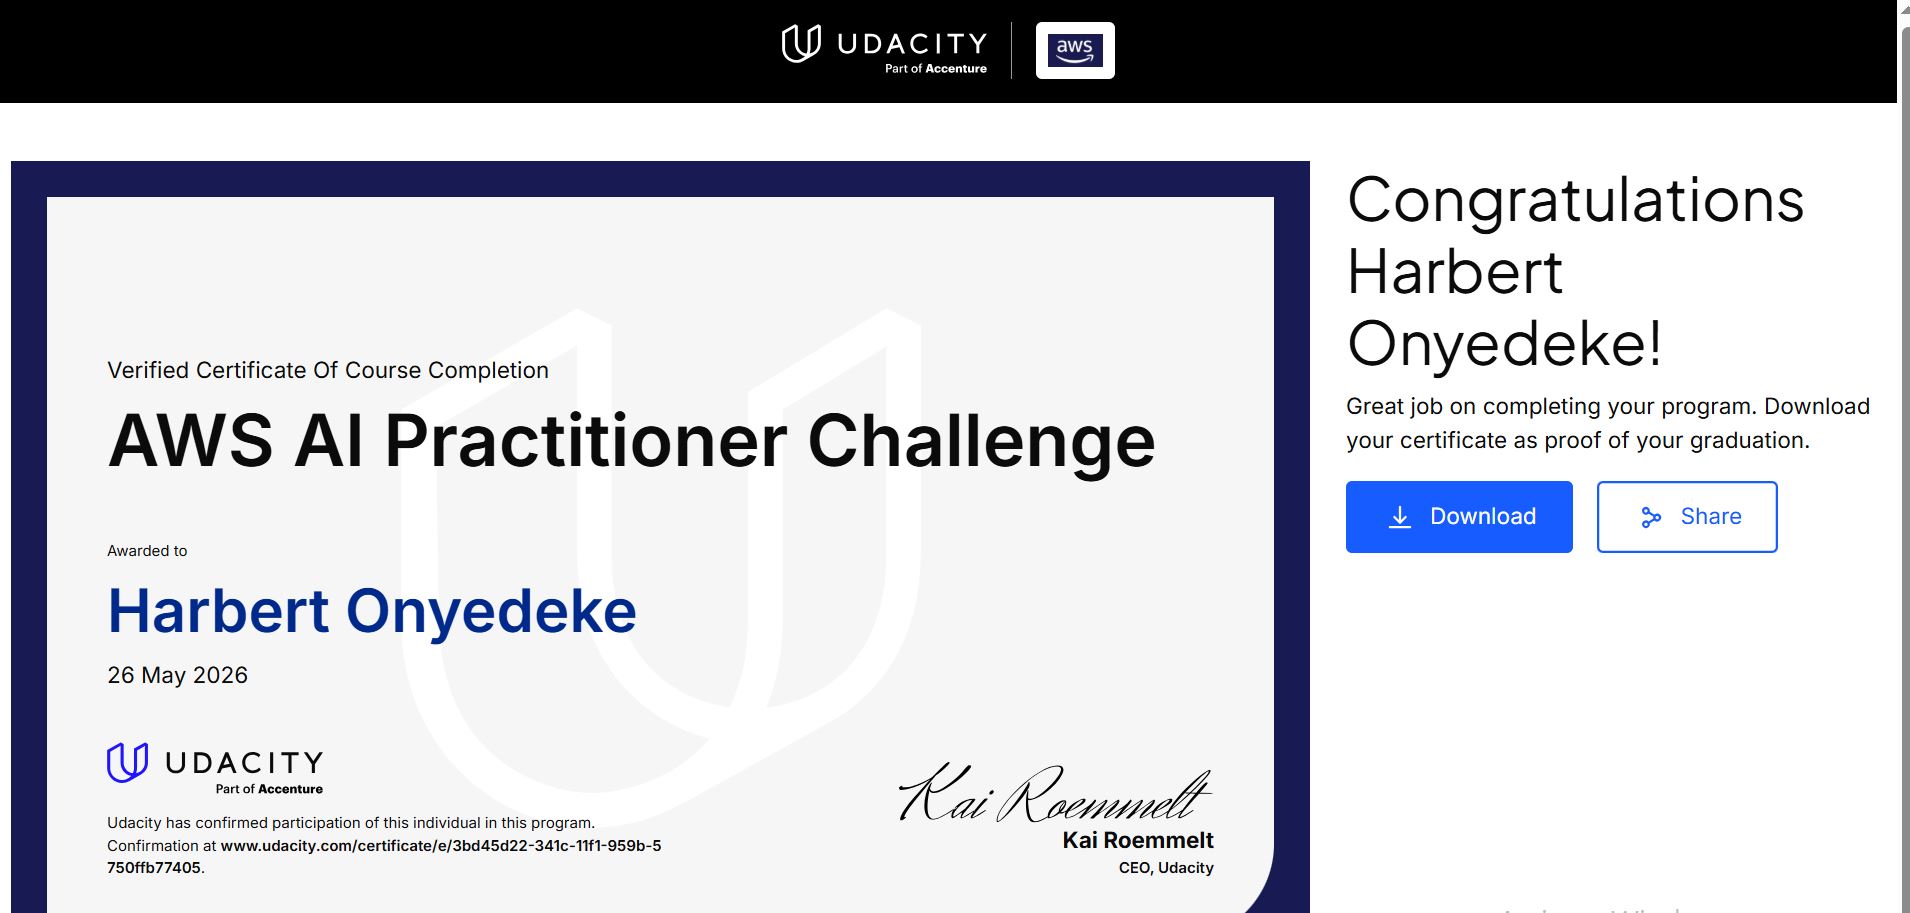 UDACITY
Part of Accenture
aws
Verified Certificate Of Course Completion
AWS AI Practitioner Challenge
Awarded to
Harbert Onyedeke
26 May 2026
UDACITY
Part of Accenture
Udacity has confirmed participation of this individual in this program.
Confirmation at www.udacity.com/certificate/e/3bd45d22-341c-11f1-959b-5
750ffb77405.
Kai Roemmelt
Kai Roemmelt
CEO, Udacity
Congratulations
Harbert
Onyedeke!
Great job on completing your program. Download
your certificate as proof of your graduation.
Download
Share